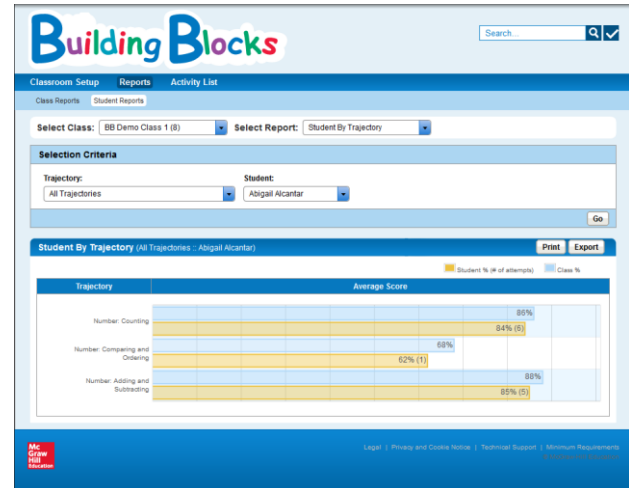 Building Blocks
Search...
Classroom Setup Reports Activity List
Class Reports Student Reports
Select Class: BB Demo Class 1 (8) Select Report: Student By Trajectory
Selection Criteria
Trajectory: Student:
All Trajectories Abigail Alcantar
Go
Student By Trajectory (All Trajectories :: Abigail Alcantar) Print Export
Student % (# of attempts) Class %
Trajectory Average Score
86%
Number: Counting
84% (6)
68%
Number: Comparing and
Ordering
62% (1)
88%
Number: Adding and
Subtracting
85% (5)
Mc
Graw
Hill
Education
Legal | Privacy and Cookie Notice | Technical Support | Minimum Requirements